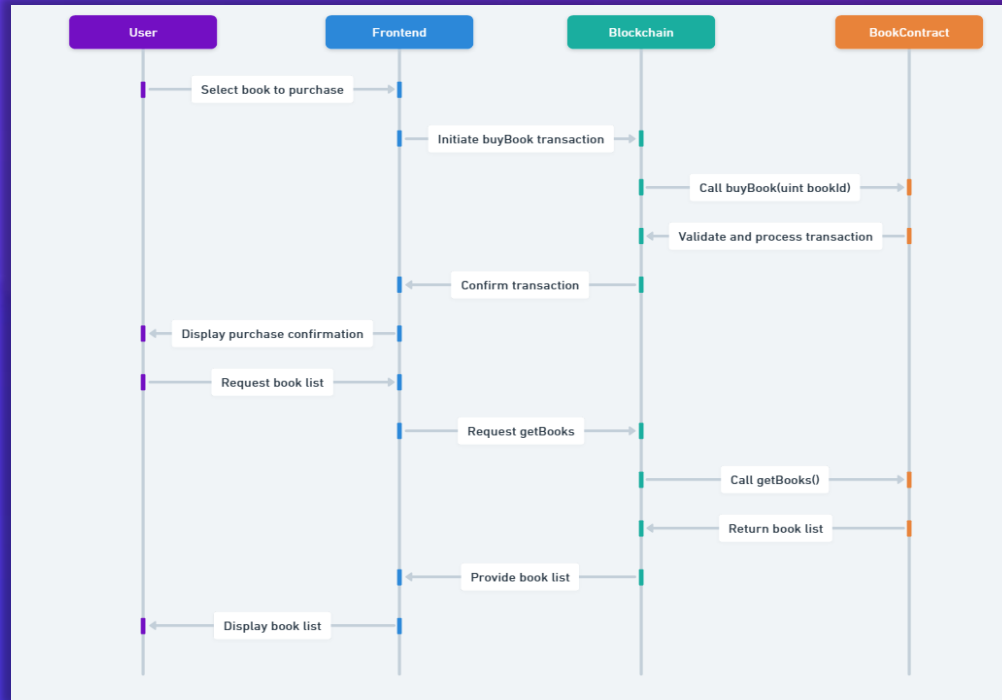 User
Frontend
Blockchain
BookContract
Select book to purchase
Initiate buyBook transaction
Call buyBook(uint bookId)
Validate and process transaction
Confirm transaction
Display purchase confirmation
Request book list
Request getBooks
Call getBooks()
Return book list
Provide book list
Display book list